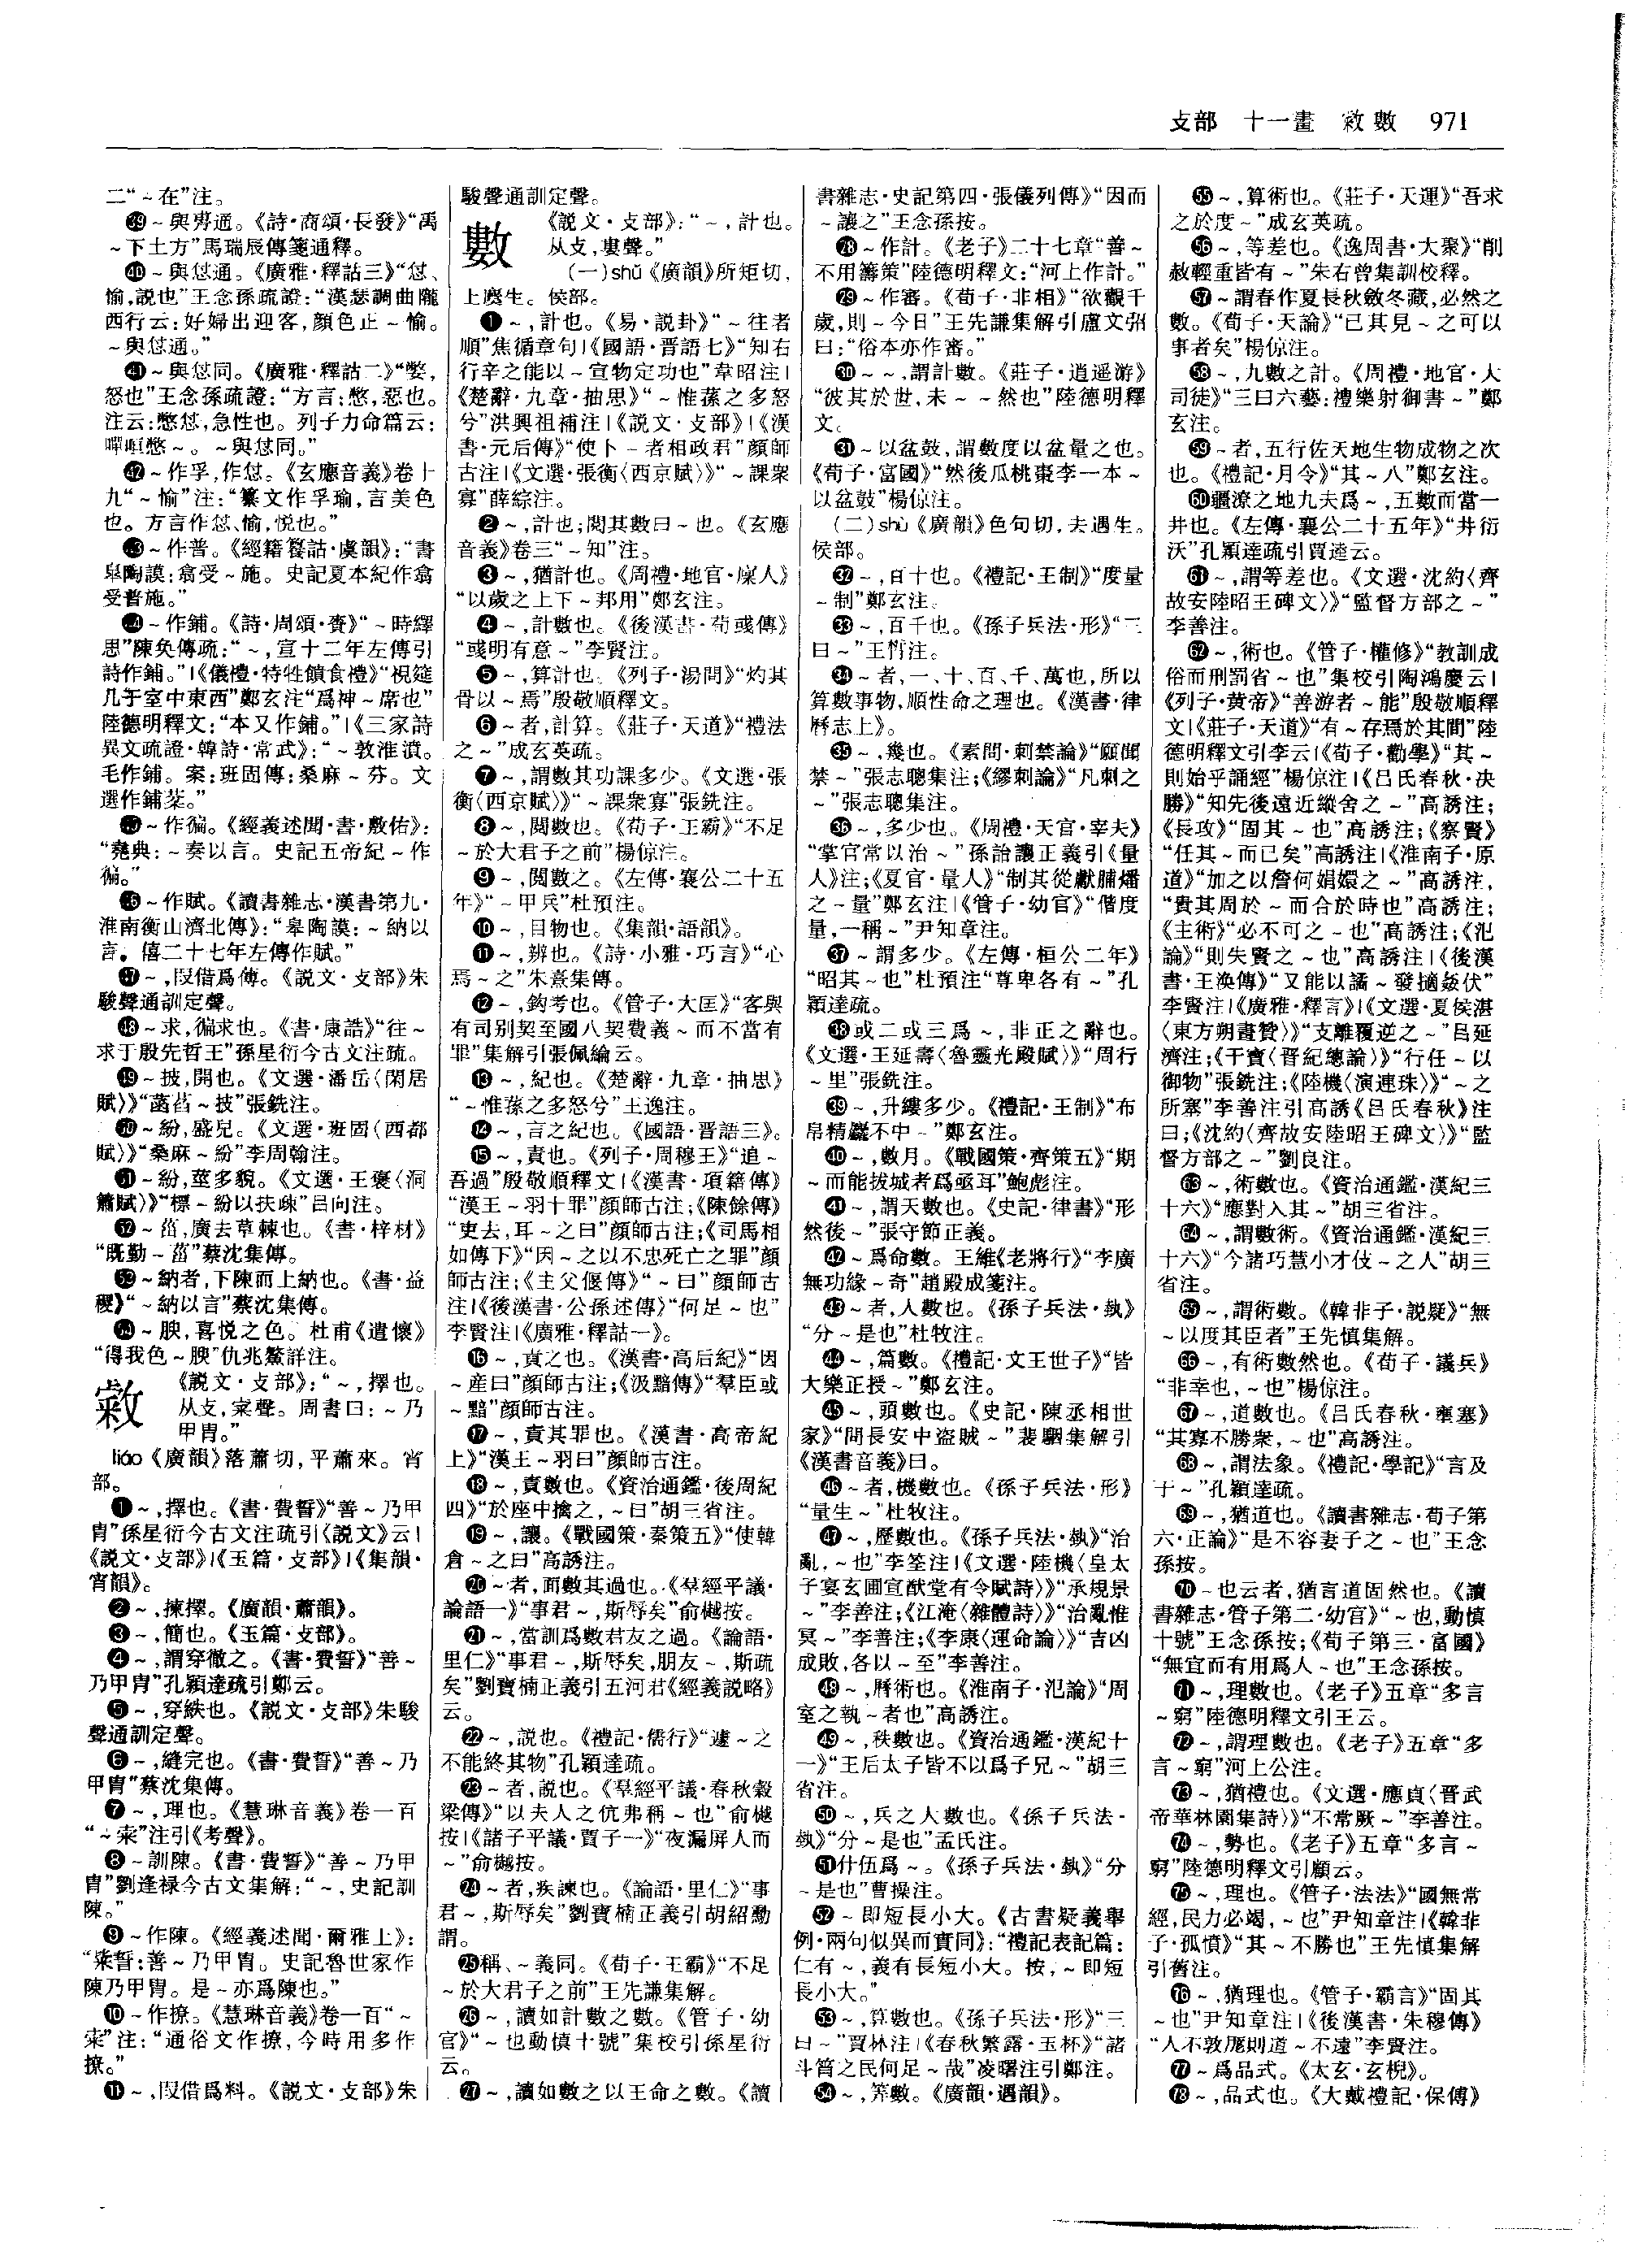 攴部 十一畫 敹數 971
二“～在”注。
㊴～與旉通。《詩·商頌·長發》“禹
～下土方”馬瑞辰傳箋通釋。
㊵～與怤通。《廣雅·釋詁三》“怤、
愉,説也”王念孫疏證:“漢瑟調曲隴
西行云:好婦出迎客,顔色正～愉。
～與怤通。”
㊶～與怤同。《廣雅·釋詁二》“憋,
怒也”王念孫疏證:“方言:憋,惡也。
注云:憋怤,急性也。列子力命篇云:
憋～。～與怤同。”
㊷～作孚,作怤。《玄應音義》卷十
九“～愉”注:“纂文作孚瑜,言美色
也。方言作怤、愉,悦也。”
㊸～作普。《經籍籑詁·虞韻》:“書
皋陶謨:翕受～施。史記夏本紀作翕
受普施。”
㊹～作鋪。《詩·周頌·賚》“～時繹
思”陳奂傳疏:“～,宣十二年左傳引
詩作鋪。”|《儀禮·特牲饋食禮》“祝筵
几于室中東面”鄭玄注“爲神～席也”
陸德明釋文:“本又作鋪。”|《三家詩
異文疏證·韓詩·常武》:“～敦淮濆。
毛作鋪。案:班固傳:桑麻～芬。文
選作鋪棻。”
㊺～作徧。《經義述聞·書·敷佑》:
“堯典:～奏以言。史記五帝紀～作
徧。”
㊻～作賦。《讀書雜志·漢書第九·
淮南衡山濟北傳》:“皋陶謨:～納以
言。僖二十七年左傳作賦。”
㊼～,叚借爲傅。《説文·攴部》朱
駿聲通訓定聲。
㊽～求,徧求也。《書·康誥》“往～
求于殷先哲王”孫星衍今古文注疏。
㊾～披,開也。《文選·潘岳〈閑居
賦〉》“菡萏～披”張銑注。
㊿～紛,盛皃。《文選·班固〈西都
賦〉》“桑麻～紛”李周翰注。
51～紛,莖多貌。《文選·王褒〈洞
簫賦〉》“標～紛以扶疎”吕向注。
52～菑,廣去草棘也。《書·梓材》
“既勤～菑”蔡沈集傳。
53～納者,下陳而上納也。《書·益
稷》“～納以言”蔡沈集傳。
54～腴,喜悦之色。杜甫《遣懷》
“得我色～腴”仇兆鰲詳注。
敹 《説文·攴部》:“～,擇也。
从攴,寀聲。周書曰:～乃
甲胄。”
liáo《廣韻》落蕭切,平蕭來。宵
部。
❶～,擇也。《書·費誓》“善～乃甲
胄”孫星衍今古文注疏引《説文》云|
《説文·攴部》|《玉篇·攴部》|《集韻·
宵韻》。
❷～,揀擇。《廣韻·蕭韻》。
❸～,簡也。《玉篇·攴部》。
❹～,謂穿徹之。《書·費誓》“善～
乃甲胄”孔穎達疏引鄭云。
❺～,穿紩也。《説文·攴部》朱駿
聲通訓定聲。
❻～,縫完也。《書·費誓》“善～乃
甲胄”蔡沈集傳。
❼～,理也。《慧琳音義》卷一百
“～寀”注引《考聲》。
❽～訓陳。《書·費誓》“善～乃甲
胄”劉逢禄今古文集解:“～,史記訓
陳。”
❾～作陳。《經義述聞·爾雅上》:
“粊誓:善～乃甲胄。史記魯世家作
陳乃甲胄。是～亦爲陳也。”
❿～作撩。《慧琳音義》卷一百“～
寀”注:“通俗文作撩,今時用多作
撩。”
⓫～,叚借爲料。《説文·攴部》朱
駿聲通訓定聲。
數 《説文·攴部》:“～,計也。
从攴,婁聲。”
(一)shǔ《廣韻》所矩切,
上麌生。侯部。
❶～,計也。《易·説卦》“～往者
順”焦循章句|《國語·晉語七》“知右
行辛之能以～宣物定功也”韋昭注|
《楚辭·九章·抽思》“～惟蓀之多怒
兮”洪興祖補注|《説文·攴部》|《漢
書·元后傳》“使卜～者相政君”顔師
古注|《文選·張衡〈西京賦〉》“～課衆
寡”薛綜注。
❷～,計也;閲其數曰～也。《玄應
音義》卷三“～知”注。
❸～,猶計也。《周禮·地官·廩人》
“以歲之上下～邦用”鄭玄注。
❹～,計數也。《後漢書·荀彧傳》
“彧明有意～”李賢注。
❺～,算計也。《列子·湯問》“灼其
骨以～焉”殷敬順釋文。
❻～者,計算。《莊子·天道》“禮法
之～”成玄英疏。
❼～,謂數其功課多少。《文選·張
衡〈西京賦〉》“～課衆寡”張銑注。
❽～,閲數也。《荀子·王霸》“不足
～於大君子之前”楊倞注。
❾～,閲數之。《左傳·襄公二十五
年》“～甲兵”杜預注。
❿～,目物也。《集韻·語韻》。
⓫～,辨也。《詩·小雅·巧言》“心
焉～之”朱熹集傳。
⓬～,鉤考也。《管子·大匡》“客與
有司别契至國八契費義～而不當有
罪”集解引張佩綸云。
⓭～,紀也。《楚辭·九章·抽思》
“～惟蓀之多怒兮”王逸注。
⓮～,言之紀也。《國語·晉語三》。
⓯～,責也。《列子·周穆王》“追～
吾過”殷敬順釋文|《漢書·項籍傳》
“漢王～羽十罪”顔師古注;《陳餘傳》
“吏去,耳～之曰”顔師古注;《司馬相
如傳下》“因～之以不忠死亡之罪”顔
師古注;《主父偃傳》“～曰”顔師古
注|《後漢書·公孫述傳》“何足～也”
李賢注|《廣雅·釋詁一》。
⓰～,責之也。《漢書·高后紀》“因
～産曰”顔師古注;《汲黯傳》“羣臣或
～黯”顔師古注。
⓱～,責其罪也。《漢書·高帝紀
上》“漢王～羽曰”顔師古注。
⓲～,責數也。《資治通鑑·後周紀
四》“於座中擒之,～曰”胡三省注。
⓳～,讓。《戰國策·秦策五》“使韓
倉～之曰”高誘注。
⓴～者,面數其過也。《羣經平議·
論語一》“事君～,斯辱矣”俞樾按。
㉑～,當訓爲數君友之過。《論語·
里仁》“事君～,斯辱矣,朋友～,斯疏
矣”劉寶楠正義引五河君《經義説略》
云。
㉒～,説也。《禮記·儒行》“遽～之
不能終其物”孔穎達疏。
㉓～者,説也。《羣經平議·春秋穀
梁傳》“以夫人之伉弗稱～也”俞樾
按|《諸子平議·賈子一》“夜漏屏人而
～”俞樾按。
㉔～者,疾諫也。《論語·里仁》“事
君～,斯辱矣”劉寶楠正義引胡紹勳
謂。
㉕稱、～義同。《荀子·王霸》“不足
～於大君子之前”王先謙集解。
㉖～,讀如計數之數。《管子·幼
官》“～也動慎十號”集校引孫星衍
云。
㉗～,讀如數之以王命之數。《讀
書雜志·史記第四·張儀列傳》“因而
～讓之”王念孫按。
㉘～作計。《老子》二十七章“善～
不用籌策”陸德明釋文:“河上作計。”
㉙～作審。《荀子·非相》“欲觀千
歲,則～今日”王先謙集解引盧文弨
曰:“俗本亦作審。”
㉚～～,謂計數。《莊子·逍遥游》
“彼其於世,未～～然也”陸德明釋
文。
㉛～以盆鼓,謂數度以盆量之也。
《荀子·富國》“然後瓜桃棗李一本～
以盆鼓”楊倞注。
(二)shù《廣韻》色句切,去遇生。
侯部。
㉜～,百十也。《禮記·王制》“度量
～制”鄭玄注。
㉝～,百千也。《孫子兵法·形》“三
曰～”王晳注。
㉞～者,一、十、百、千、萬也,所以
算數事物,順性命之理也。《漢書·律
曆志上》。
㉟～,幾也。《素問·刺禁論》“願聞
禁～”張志聰集注;《繆刺論》“凡刺之
～”張志聰集注。
㊱～,多少也。《周禮·天官·宰夫》
“掌官常以治～”孫詒讓正義引《量
人》注;《夏官·量人》“制其從獻脯燔
之～量”鄭玄注|《管子·幼官》“偕度
量,一稱～”尹知章注。
㊲～謂多少。《左傳·桓公二年》
“昭其～也”杜預注“尊卑各有～”孔
穎達疏。
㊳或二或三爲～,非正之辭也。
《文選·王延壽〈魯靈光殿賦〉》“周行
～里”張銑注。
㊴～,升縷多少。《禮記·王制》“布
帛精麤不中～”鄭玄注。
㊵～,數月。《戰國策·齊策五》“期
～而能拔城者爲亟耳”鮑彪注。
㊶～,謂天數也。《史記·律書》“形
然後～”張守節正義。
㊷～爲命數。王維《老將行》“李廣
無功緣～奇”趙殿成箋注。
㊸～者,人數也。《孫子兵法·埶》
“分～是也”杜牧注。
㊹～,篇數。《禮記·文王世子》“皆
大樂正授～”鄭玄注。
㊺～,頭數也。《史記·陳丞相世
家》“問長安中盗賊～”裴駰集解引
《漢書音義》曰。
㊻～者,機數也。《孫子兵法·形》
“量生～”杜牧注。
㊼～,歷數也。《孫子兵法·埶》“治
亂,～也”李筌注|《文選·陸機〈皇太
子宴玄圃宣猷堂有令賦詩〉》“承規景
～”李善注;《江淹〈雜體詩〉》“治亂惟
冥～”李善注;《李康〈運命論〉》“吉凶
成敗,各以～至”李善注。
㊽～,曆術也。《淮南子·氾論》“周
室之執～者也”高誘注。
㊾～,秩數也。《資治通鑑·漢紀十
一》“王后太子皆不以爲子兄～”胡三
省注。
㊿～,兵之人數也。《孫子兵法·
埶》“分～是也”孟氏注。
51什伍爲～。《孫子兵法·埶》“分
～是也”曹操注。
52～即短長小大。《古書疑義舉
例·兩句似異而實同》:“禮記表記篇:
仁有～,義有長短小大。按,～即短
長小大。”
53～,算數也。《孫子兵法·形》“三
曰～”賈林注|《春秋繁露·玉杯》“諸
斗筲之民何足～哉”凌曙注引鄭注。
54～,筭數。《廣韻·遇韻》。
55～,算術也。《莊子·天運》“吾求
之於度～”成玄英疏。
56～,等差也。《逸周書·大聚》“削
赦輕重皆有～”朱右曾集訓校釋。
57～謂春作夏長秋斂冬藏,必然之
數。《荀子·天論》“已其見～之可以
事者矣”楊倞注。
58～,九數之計。《周禮·地官·大
司徒》“三曰六藝:禮樂射御書～”鄭
玄注。
59～者,五行佐天地生物成物之次
也。《禮記·月令》“其～八”鄭玄注。
60疆潦之地九夫爲～,五數而當一
井也。《左傳·襄公二十五年》“井衍
沃”孔穎達疏引賈逵云。
61～,謂等差也。《文選·沈約〈齊
故安陸昭王碑文〉》“監督方部之～”
李善注。
62～,術也。《管子·權修》“教訓成
俗而刑罰省～也”集校引陶鴻慶云|
《列子·黄帝》“善游者～能”殷敬順釋
文|《莊子·天道》“有～存焉於其間”陸
德明釋文引李云|《荀子·勸學》“其～
則始乎誦經”楊倞注|《吕氏春秋·决
勝》“知先後遠近縱舍之～”高誘注;
《長攻》“固其～也”高誘注;《察賢》
“任其～而已矣”高誘注|《淮南子·原
道》“加之以詹何娟嬛之～”高誘注,
“貴其周於～而合於時也”高誘注;
《主術》“必不可之～也”高誘注;《氾
論》“則失賢之～也”高誘注|《後漢
書·王涣傳》“又能以譎～發擿姦伏”
李賢注|《廣雅·釋言》|《文選·夏侯湛
〈東方朔畫贊〉》“支離覆逆之～”吕延
濟注;《干寶〈晉紀總論〉》“行任～以
御物”張銑注;《陸機〈演連珠〉》“～之
所塞”李善注引高誘《吕氏春秋》注
曰;《沈約〈齊故安陸昭王碑文〉》“監
督方部之～”劉良注。
63～,術數也。《資治通鑑·漢紀三
十六》“應對入其～”胡三省注。
64～,謂數術。《資治通鑑·漢紀三
十六》“今諸巧慧小才伎～之人”胡三
省注。
65～,謂術數。《韓非子·説疑》“無
～以度其臣者”王先慎集解。
66～,有術數然也。《荀子·議兵》
“非幸也,～也”楊倞注。
67～,道數也。《吕氏春秋·壅塞》
“其寡不勝衆,～也”高誘注。
68～,謂法象。《禮記·學記》“言及
于～”孔穎達疏。
69～,猶道也。《讀書雜志·荀子第
六·正論》“是不容妻子之～也”王念
孫按。
70～也云者,猶言道固然也。《讀
書雜志·管子第二·幼官》“～也,動慎
十號”王念孫按;《荀子第三·富國》
“無宜而有用爲人～也”王念孫按。
71～,理數也。《老子》五章“多言
～窮”陸德明釋文引王云。
72～,謂理數也。《老子》五章“多
言～窮”河上公注。
73～,猶禮也。《文選·應貞〈晋武
帝華林園集詩〉》“不常厥～”李善注。
74～,勢也。《老子》五章“多言～
窮”陸德明釋文引顧云。
75～,理也。《管子·法法》“國無常
經,民力必竭,～也”尹知章注|《韓非
子·孤憤》“其～不勝也”王先慎集解
引舊注。
76～,猶理也。《管子·霸言》“固其
～也”尹知章注|《後漢書·朱穆傳》
“人不敦厖則道～不遠”李賢注。
77～爲品式。《太玄·玄棿》。
78～,品式也。《大戴禮記·保傅》